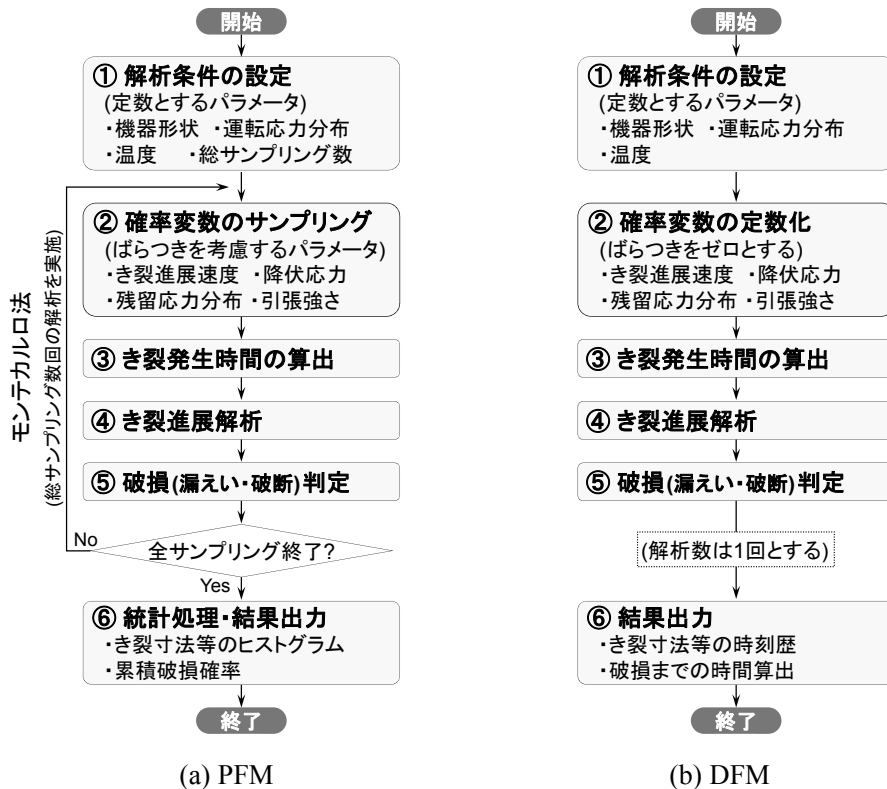 開始
① 解析条件の設定
(定数とするパラメータ)
・機器形状 ・運転応力分布
・温度 ・総サンプリング数
モンテカルロ法
(総サンプリング数回の解析を実施)
② 確率変数のサンプリング
(ばらつきを考慮するパラメータ)
・き裂進展速度 ・降伏応力
・残留応力分布 ・引張強さ
③ き裂発生時間の算出
④ き裂進展解析
⑤ 破損(漏えい・破断)判定
No
全サンプリング終了?
Yes
⑥ 統計処理・結果出力
・き裂寸法等のヒストグラム
・累積破損確率
終了
(a) PFM
開始
① 解析条件の設定
(定数とするパラメータ)
・機器形状 ・運転応力分布
・温度
② 確率変数の定数化
(ばらつきをゼロとする)
・き裂進展速度 ・降伏応力
・残留応力分布 ・引張強さ
③ き裂発生時間の算出
④ き裂進展解析
⑤ 破損(漏えい・破断)判定
(解析数は1回とする)
⑥ 結果出力
・き裂寸法等の時刻歴
・破損までの時間算出
終了
(b) DFM